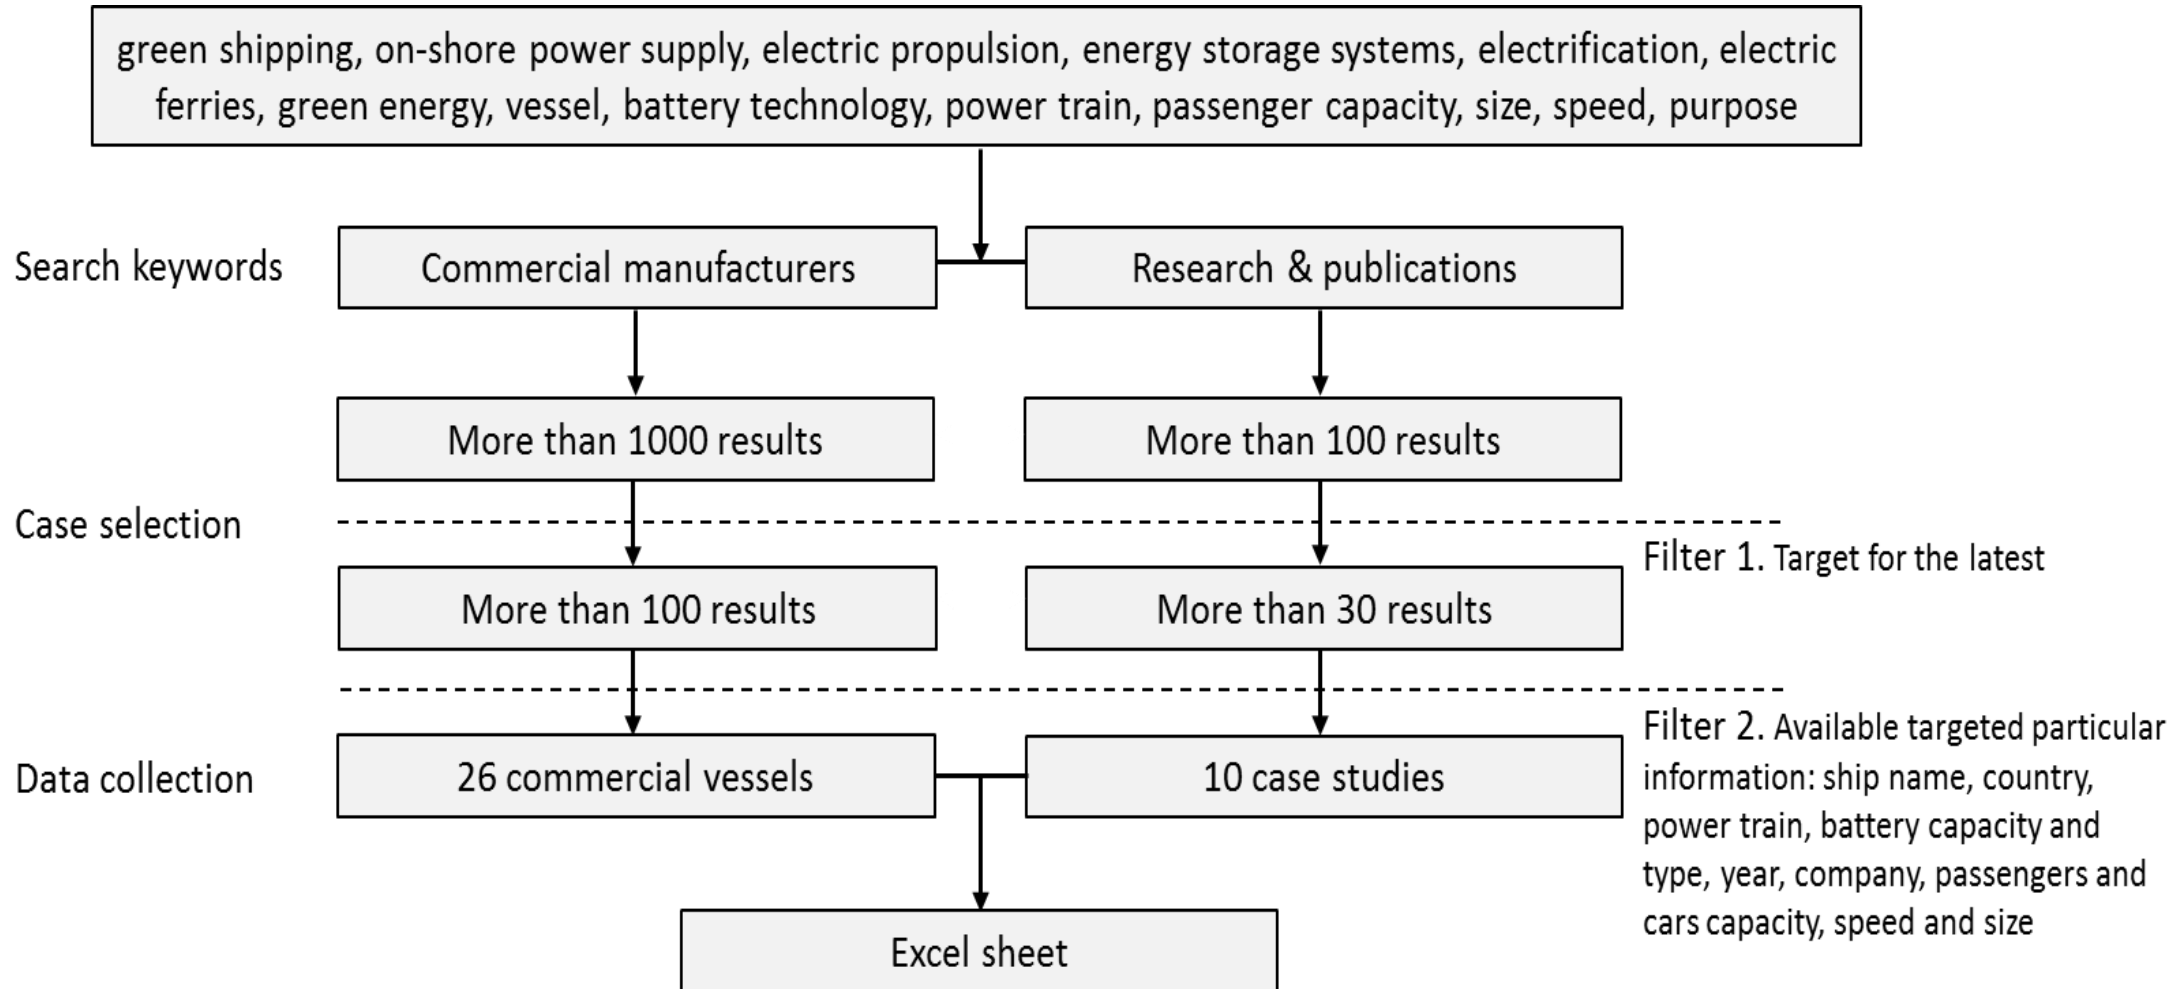 green shipping, on-shore power supply, electric propulsion, energy storage systems, electrification, electric
ferries, green energy, vessel, battery technology, power train, passenger capacity, size, speed, purpose
Search keywords
Commercial manufacturers
Research & publications
More than 1000 results
More than 100 results
Case selection
Filter 1. Target for the latest
More than 100 results
More than 30 results
Data collection
26 commercial vessels
10 case studies
Filter 2. Available targeted particular
information: ship name, country,
power train, battery capacity and
type, year, company, passengers and
cars capacity, speed and size
Excel sheet